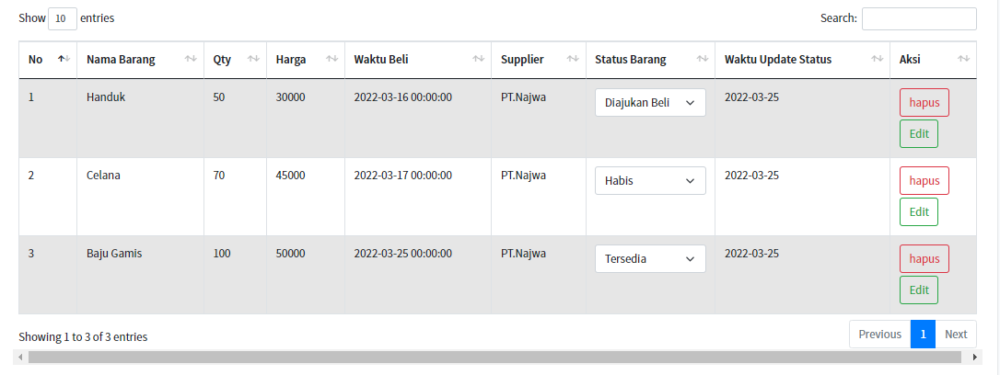 Show 10 entries Search:
No Nama Barang Qty Harga Waktu Beli Supplier Status Barang Waktu Update Status Aksi
1 Handuk 50 30000 2022-03-16 00:00:00 PT.Najwa Diajukan Beli 2022-03-25 hapus
Edit
2 Celana 70 45000 2022-03-17 00:00:00 PT.Najwa Habis 2022-03-25 hapus
Edit
3 Baju Gamis 100 50000 2022-03-25 00:00:00 PT.Najwa Tersedia 2022-03-25 hapus
Edit
Showing 1 to 3 of 3 entries Previous 1 Next